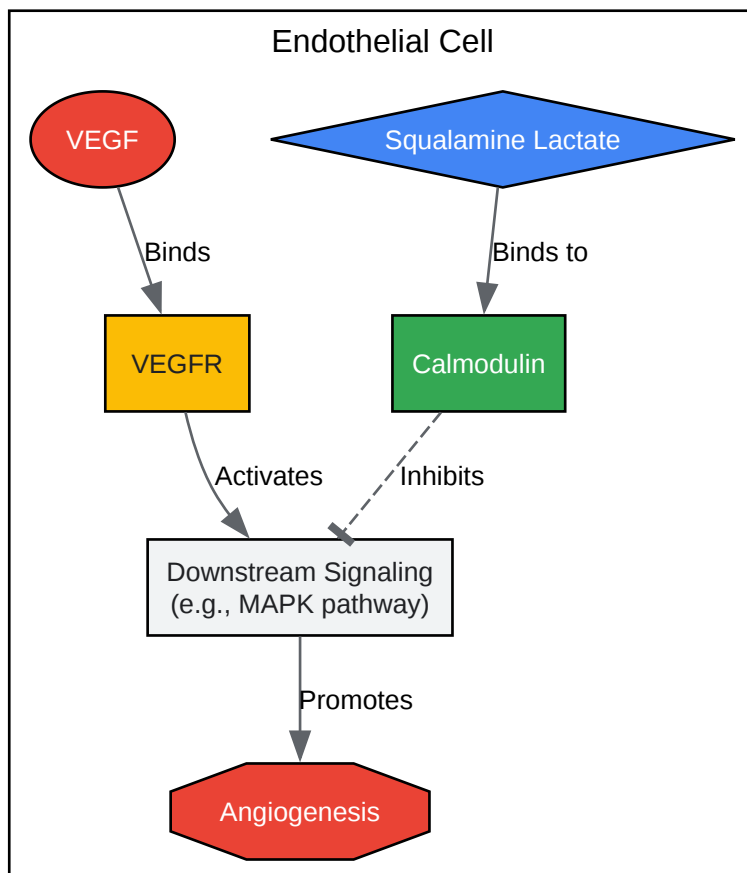 Endothelial Cell
VEGF
Squalamine Lactate
Binds
Binds to
VEGFR
Calmodulin
Activates
Inhibits
Downstream Signaling
(e.g., MAPK pathway)
Promotes
Angiogenesis